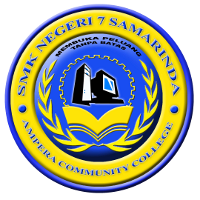 SMK NEGERI 7 SAMARINDA
MEMBUKA PELUANG
TANPA BATAS
AMPERA COMMUNITY COLLEGE